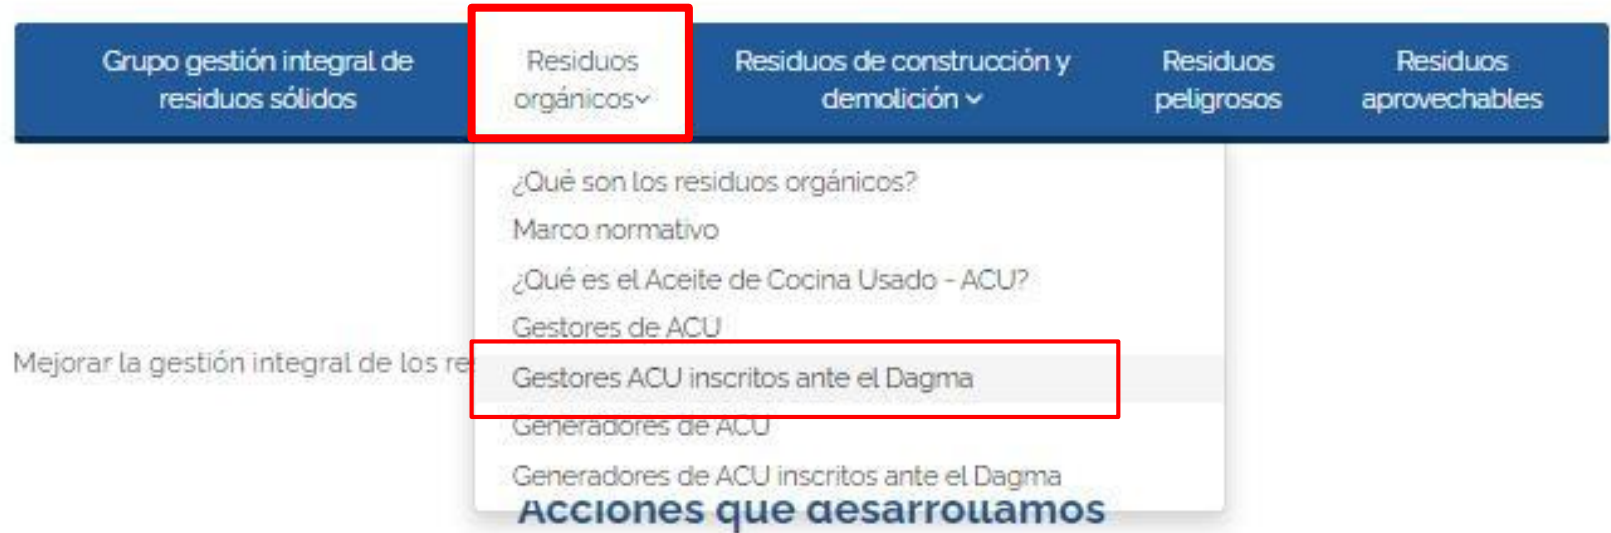 Grupo gestión integral de
residuos sólidos
Residuos
orgánicos
Residuos de construcción y
demolición
Residuos
peligrosos
Residuos
aprovechables
¿Qué son los residuos orgánicos?
Marco normativo
¿Qué es el Aceite de Cocina Usado - ACU?
Gestores de ACU
Mejorar la gestión integral de los
Gestores ACU inscritos ante el Dagma
Generadores de ACU
Generadores de ACU inscritos ante el Dagma
Acciones que desarrollamos